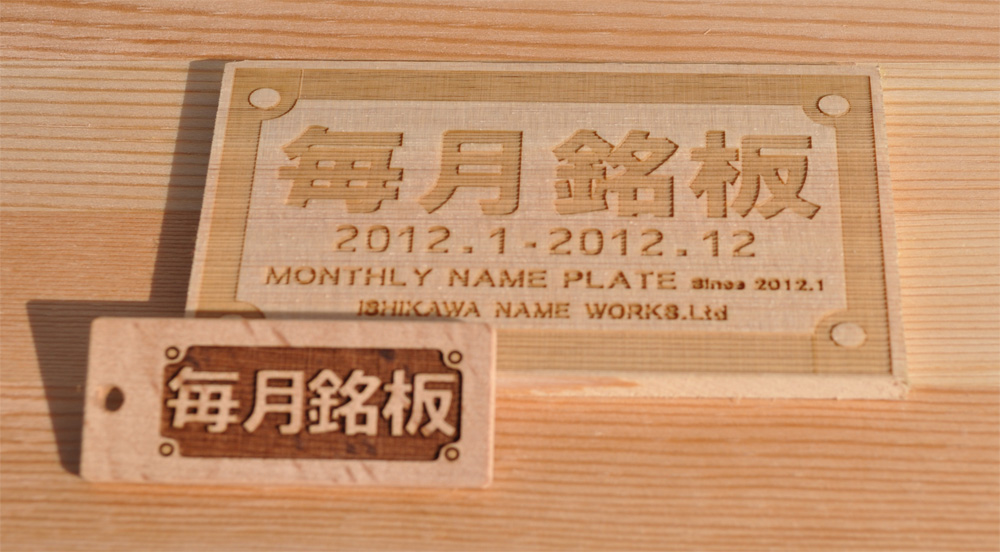 毎月銘板
2012.1-2012.12
MONTHLY NAME PLATE Since 2012.1
ISHIKAWA NAME WORKS.Ltd
毎月銘板